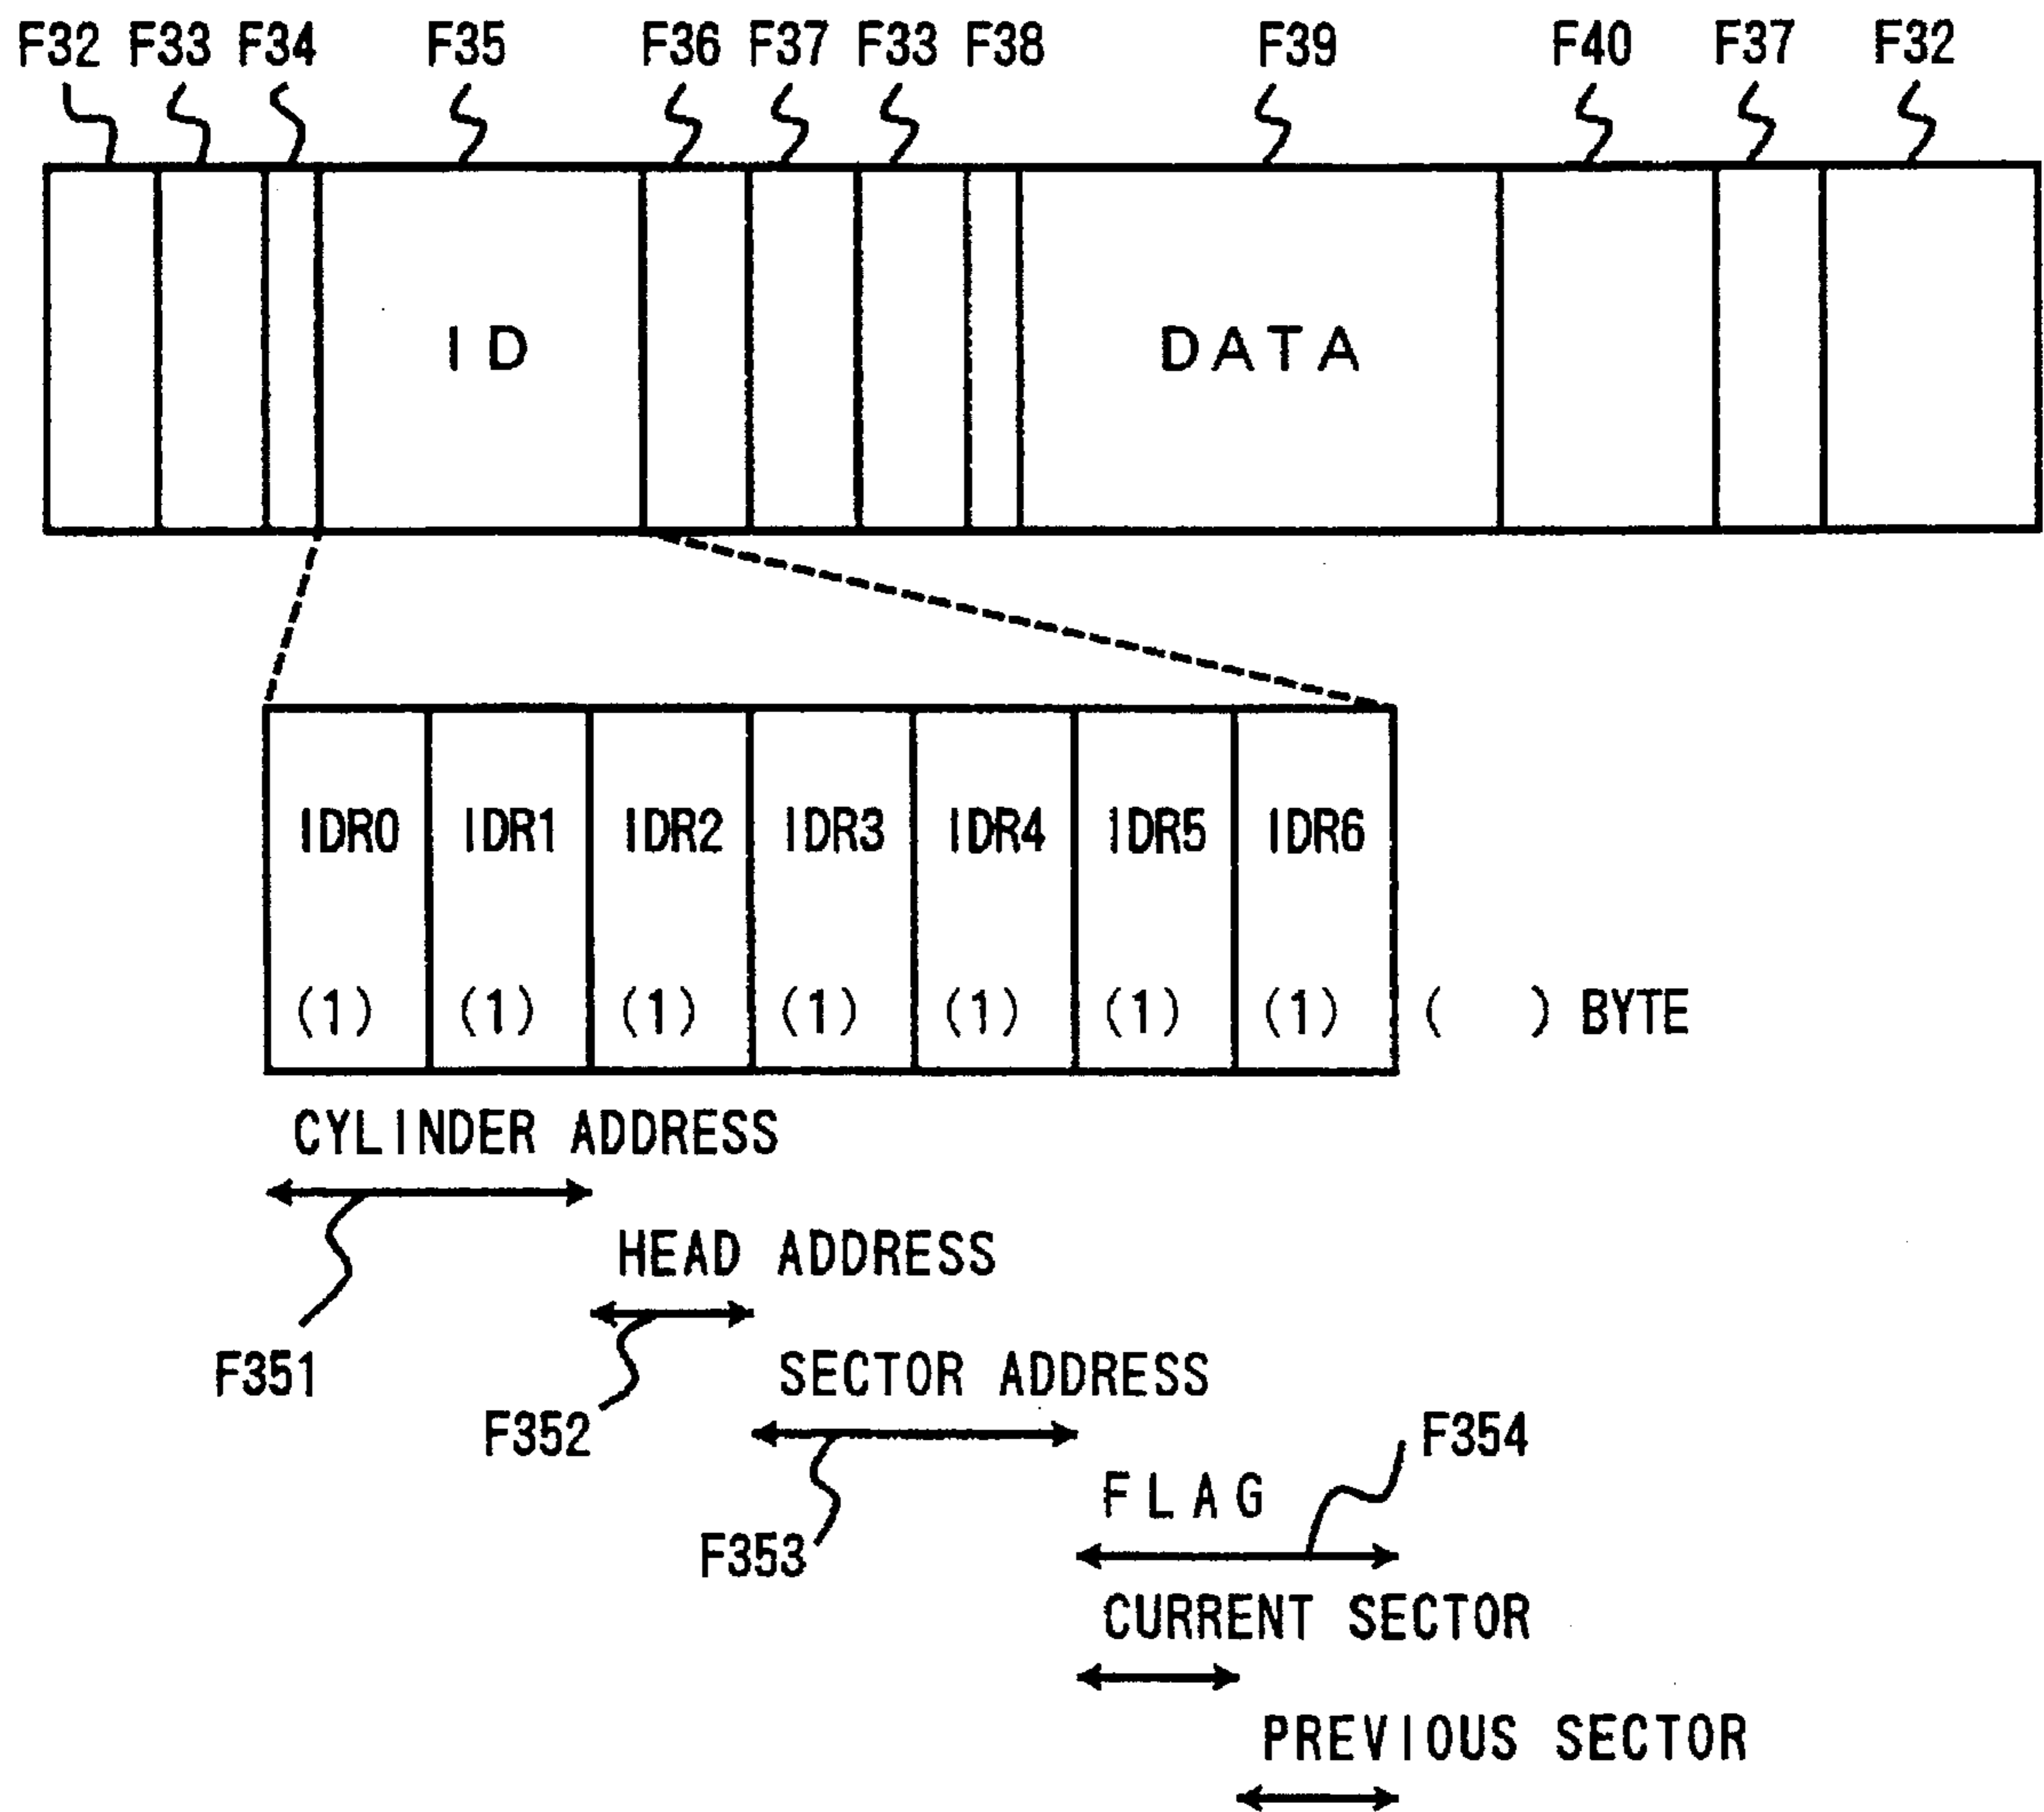 F32 F33 F34 F35 F36 F37 F33 F38 F39 F40 F37 F32
ID DATA
IDR0 IDR1 IDR2 IDR3 IDR4 IDR5 IDR6
(1) (1) (1) (1) (1) (1) (1) ( ) BYTE
CYLINDER ADDRESS
HEAD ADDRESS
F351
SECTOR ADDRESS
F352
F354
FLAG
F353
CURRENT SECTOR
PREVIOUS SECTOR